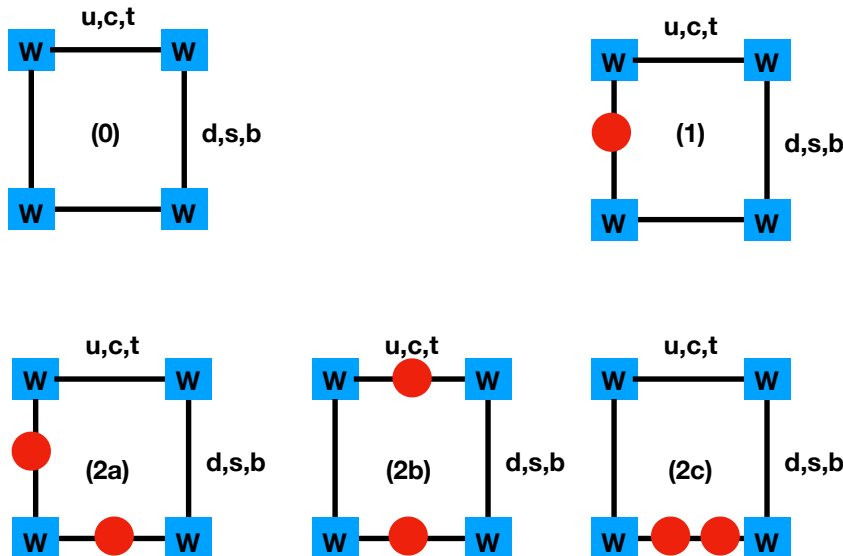 u,c,t
W W
(0) d,s,b
W W
u,c,t
W W
(1) d,s,b
W W
u,c,t
W W
(2a) d,s,b
W W
u,c,t
W W
(2b) d,s,b
W W
u,c,t
W W
(2c) d,s,b
W W